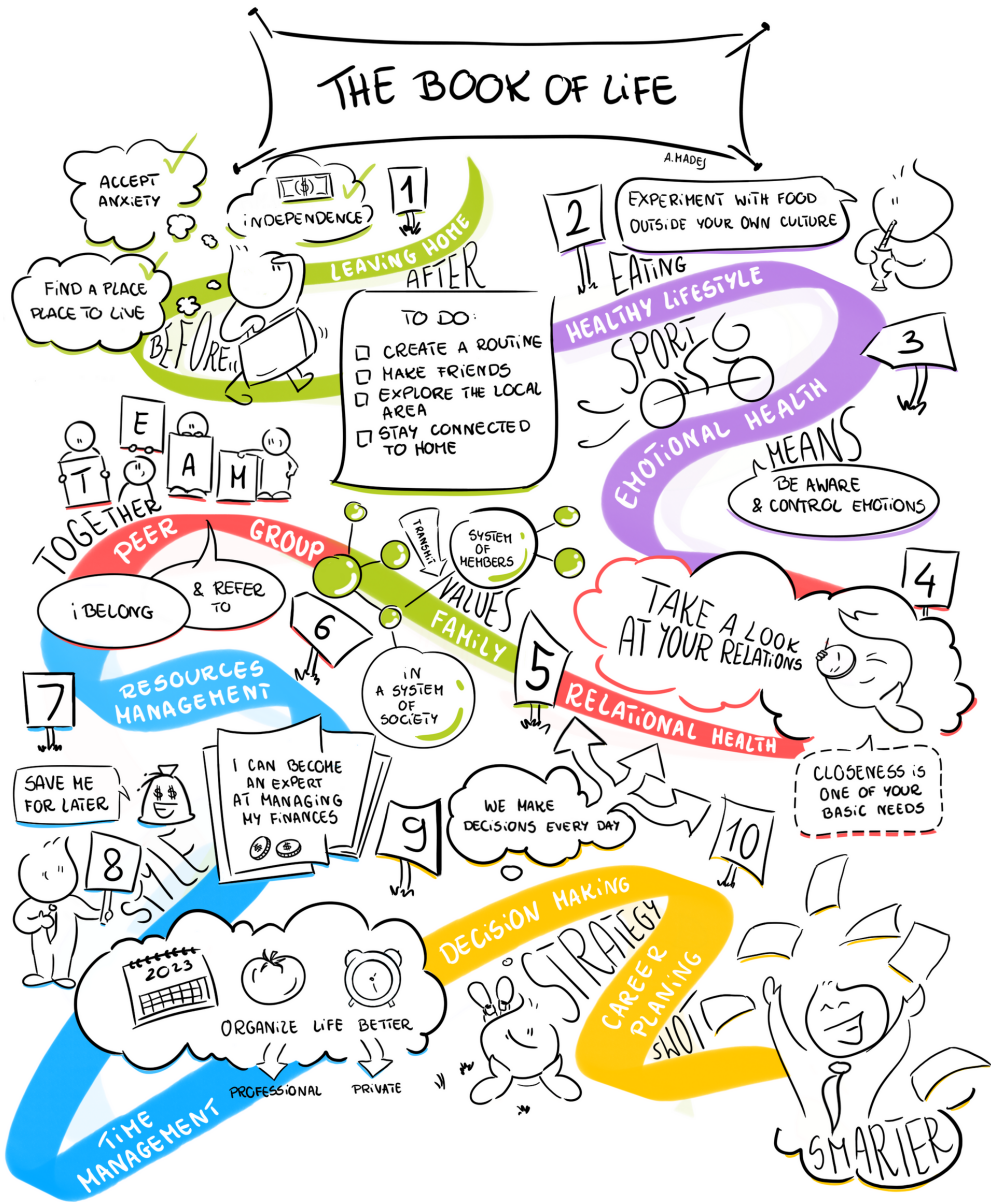 THE BOOK OF LiFE
A.MADEJ
ACCEPT
ANXiETY
($)
iNDEPENDENCE
1
LEAViNG HOME
FiND A PLACE
PLACE TO LiVE
BEFORE...
AFTER
TO DO:
CREATE A ROUTiNE
MAKE FRiENDS
EXPLORE THE LOCAL
AREA
STAY CONNECTED
TO HOME
2
EXPERiMENT WiTH FOOD
OUTSiDE YOUR OWN CULTURE
EATiNG
HEALTHY LiFESTYLE
SPORT
3
EMOTiONAL HEALTH
MEANS
BE AWARE
& CONTROL EMOTiONS
4
TAKE A LOOK
AT YOUR RELATiONS
RELATiONAL HEALTH
CLOSENESS iS
ONE OF YOUR
BASiC NEEDS
5
FAMiLY
TRANSMiT
VALUES
SYSTEM
OF
MEMBERS
iN
A SYSTEM
OF
SOCiETY
6
T E A M
TOGETHER
PEER GROUP
i BELONG
& REFER
TO
7
RESOURCES
MANAGEMENT
SAVE ME
FOR LATER
$ $
I CAN BECOME
AN EXPERT
AT MANAGiNG
MY FiNANCES
$ $
8
2023
ORGANiZE LiFE BETTER
PROFESSiONAL
PRiVATE
TiME
MANAGEMENT
9
WE MAKE
DECiSiONS EVERY DAY
DECiSiON MAKiNG
STRATEGY
10
CAREER
PLANiNG
SWOT
SMARTER